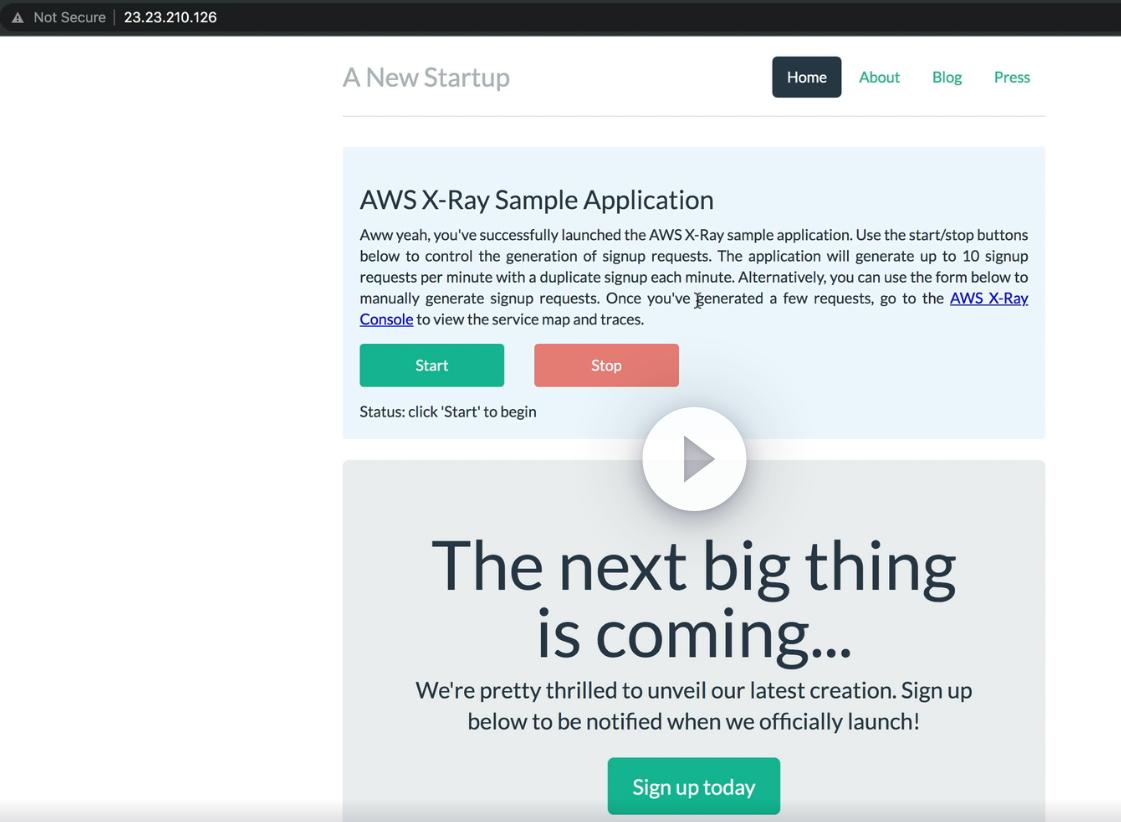 Not Secure | 23.23.210.126
A New Startup
Home About Blog Press
AWS X-Ray Sample Application
Aww yeah, you've successfully launched the AWS X-Ray sample application. Use the start/stop buttons
below to control the generation of signup requests. The application will generate up to 10 signup
requests per minute with a duplicate signup each minute. Alternatively, you can use the form below to
manually generate signup requests. Once you've generated a few requests, go to the AWS X-Ray
Console to view the service map and traces.
Start Stop
Status: click 'Start' to begin
The next big thing
is coming...
We're pretty thrilled to unveil our latest creation. Sign up
below to be notified when we officially launch!
Sign up today